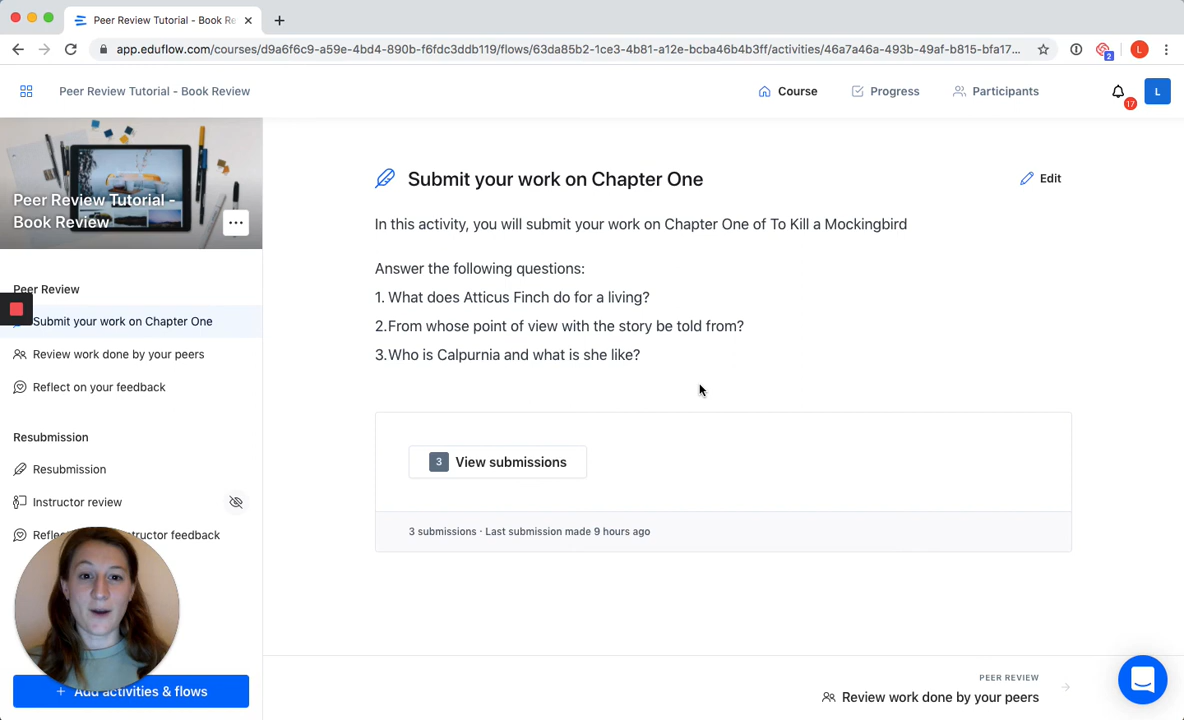 Peer Review Tutorial - Book Re
app.eduflow.com/courses/d9a6f6c9-a59e-4bd4-890b-f6fdc3ddb119/flows/63da85b2-1ce3-4b81-a12e-bcba46b4b3ff/activities/46a7a46a-493b-49af-b815-bfa17...
2
L
Peer Review Tutorial - Book Review
Course
Progress
Participants
17
L
Peer Review Tutorial -
Book Review
Peer Review
Submit your work on Chapter One
Review work done by your peers
Reflect on your feedback
Resubmission
Resubmission
Instructor review
Refle
tructor feedback
+ Add activities & flows
Submit your work on Chapter One
Edit
In this activity, you will submit your work on Chapter One of To Kill a Mockingbird
Answer the following questions:
1. What does Atticus Finch do for a living?
2.From whose point of view with the story be told from?
3.Who is Calpurnia and what is she like?
3 View submissions
3 submissions · Last submission made 9 hours ago
PEER REVIEW
Review work done by your peers